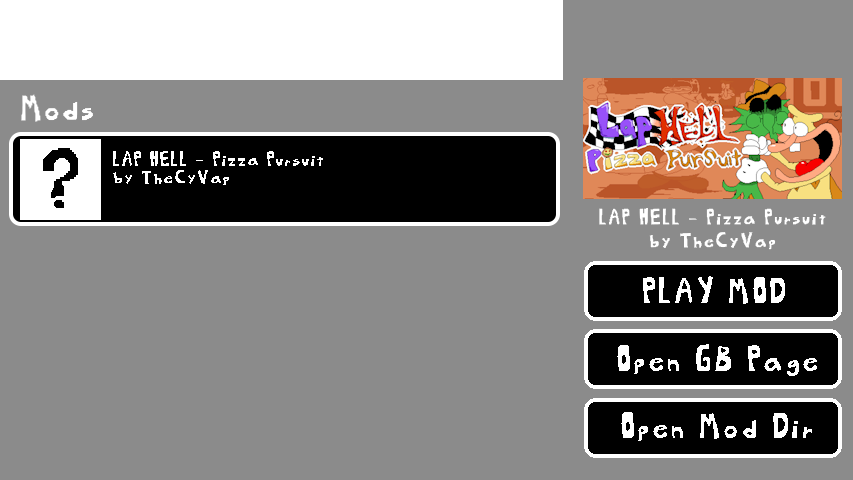 Mods
LAP HELL - Pizza Pursuit
by TheCyVap
Lap HELL
Pizza Pursuit
LAP HELL - Pizza Pursuit
by TheCyVap
PLAY MOD
Open GB Page
Open Mod Dir